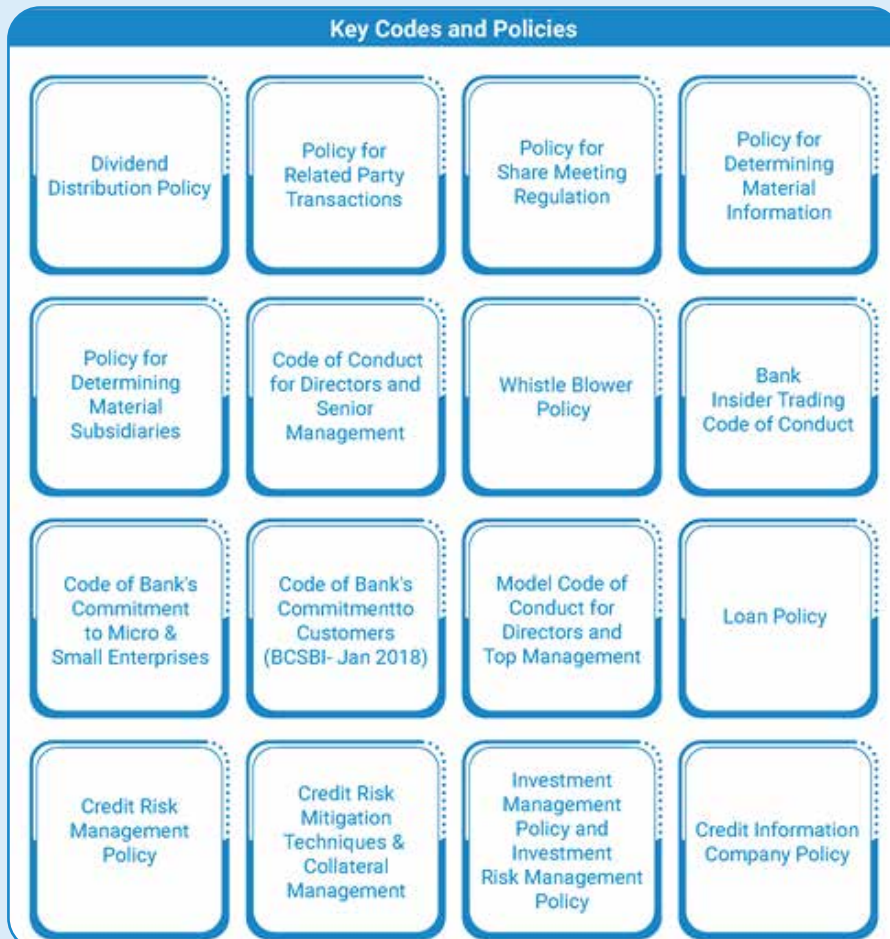 Key Codes and Policies
Dividend
Distribution Policy
Policy for
Related Party
Transactions
Policy for
Share Meeting
Regulation
Policy for
Determining
Material
Information
Policy for
Determining
Material
Subsidiaries
Code of Conduct
for Directors and
Senior
Management
Whistle Blower
Policy
Bank
Insider Trading
Code of Conduct
Code of Bank's
Commitment
to Micro &
Small Enterprises
Code of Bank's
Commitmentto
Customers
(BCSBI- Jan 2018)
Model Code of
Conduct for
Directors and
Top Management
Loan Policy
Credit Risk
Management
Policy
Credit Risk
Mitigation
Techniques &
Collateral
Management
Investment
Management
Policy and
Investment
Risk Management
Policy
Credit Information
Company Policy